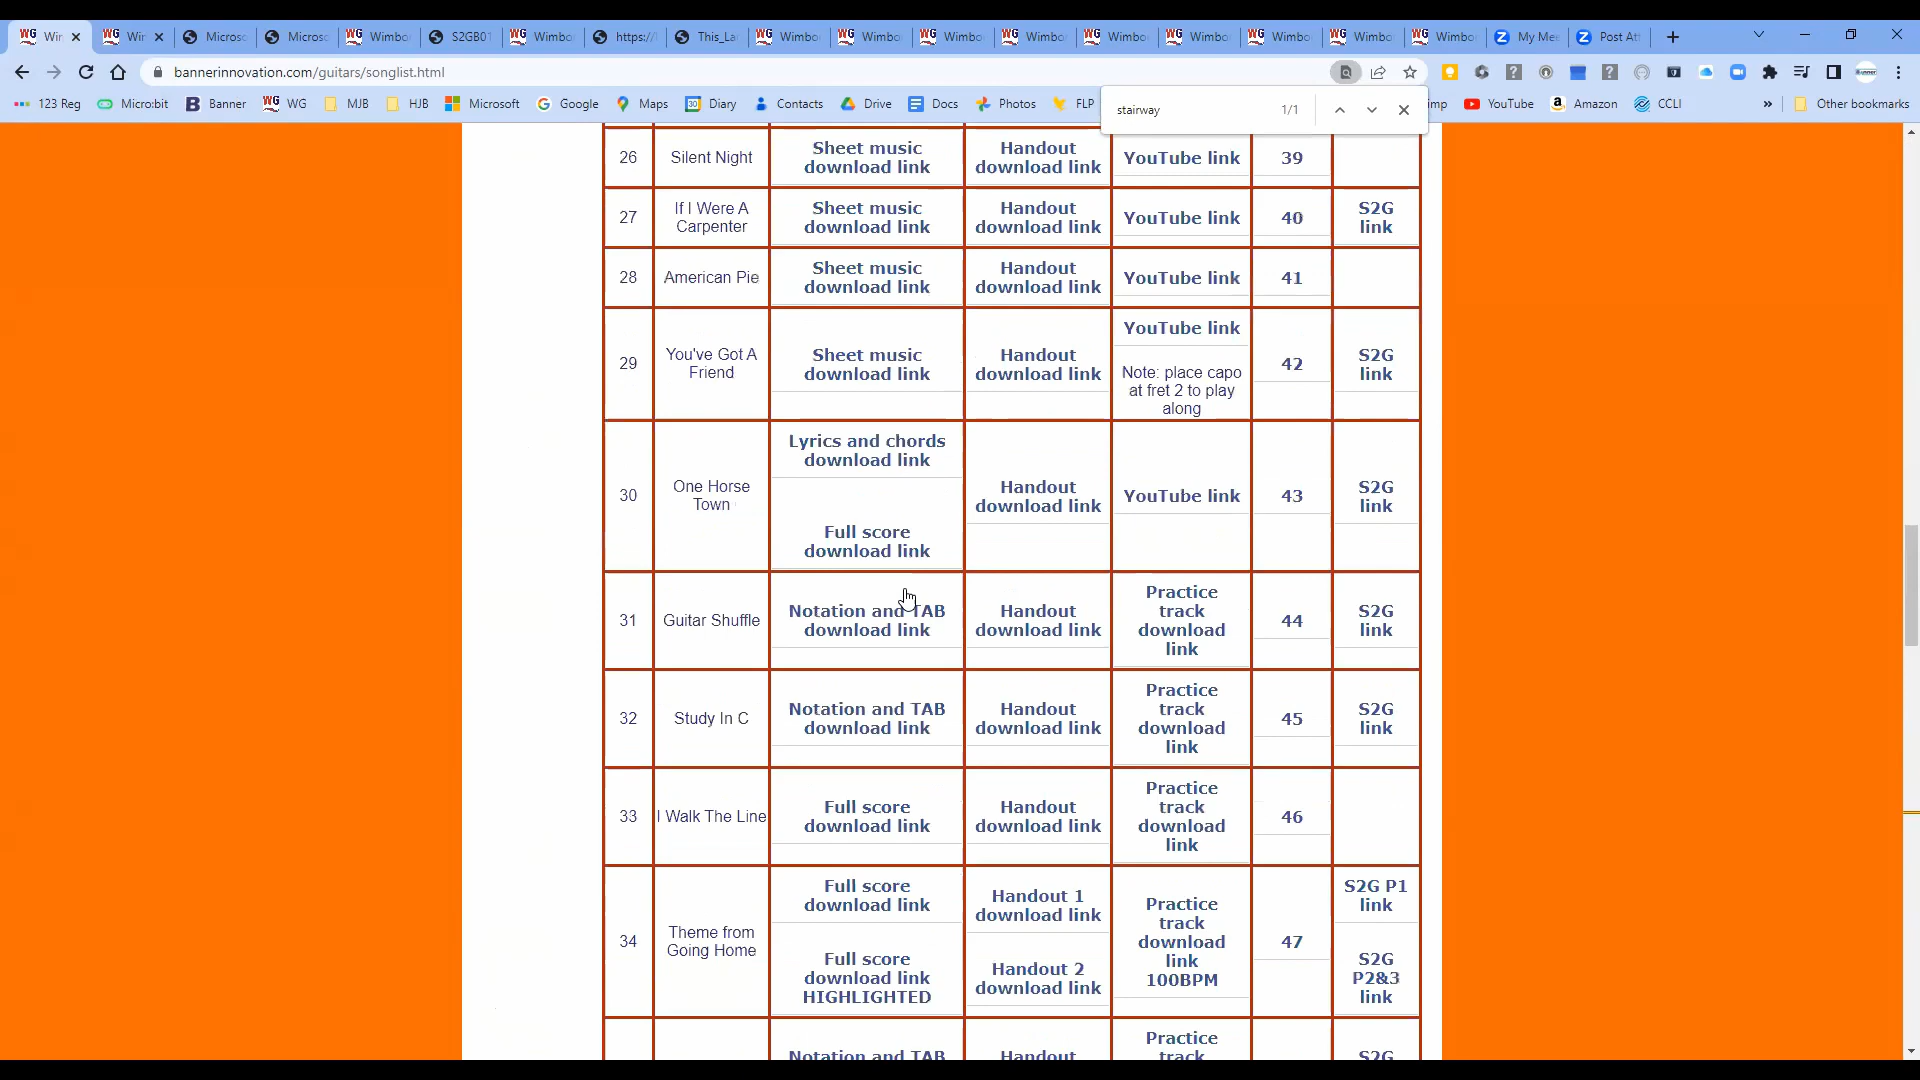 WG Wir
WG Wir
Micros
Micros
WG Wimbo
S2GB01
WG Wimbo
https://
This_La
WG Wimbo
WG Wimbo
WG Wimbo
WG Wimbo
WG Wimbo
WG Wimbo
WG Wimbo
WG Wimbo
WG Wimbo
My Me
Post At
bannerinnovation.com/guitars/songlist.html
123 Reg
Micro:bit
Banner
WG WG
MJB
HJB
Microsoft
Google
Maps
Diary
Contacts
Drive
Docs
Photos
FLP
imp
YouTube
Amazon
CCLI
»
Other bookmarks
stairway 1/1
26
Silent Night
Sheet music
download link
Handout
download link
YouTube link
39
27
If I Were A
Carpenter
Sheet music
download link
Handout
download link
YouTube link
40
S2G
link
28
American Pie
Sheet music
download link
Handout
download link
YouTube link
41
29
You've Got A
Friend
Sheet music
download link
Handout
download link
YouTube link
Note: place capo
at fret 2 to play
along
42
S2G
link
30
One Horse
Town
Lyrics and chords
download link
Full score
download link
Handout
download link
YouTube link
43
S2G
link
31
Guitar Shuffle
Notation and TAB
download link
Handout
download link
Practice
track
download
link
44
S2G
link
32
Study In C
Notation and TAB
download link
Handout
download link
Practice
track
download
link
45
S2G
link
33
I Walk The Line
Full score
download link
Handout
download link
Practice
track
download
link
46
34
Theme from
Going Home
Full score
download link
Full score
download link
HIGHLIGHTED
Handout 1
download link
Handout 2
download link
Practice
track
download
link
100BPM
47
S2G P1
link
S2G
P2&3
link
Notation and TAB
Handout
Practice
track
S2G